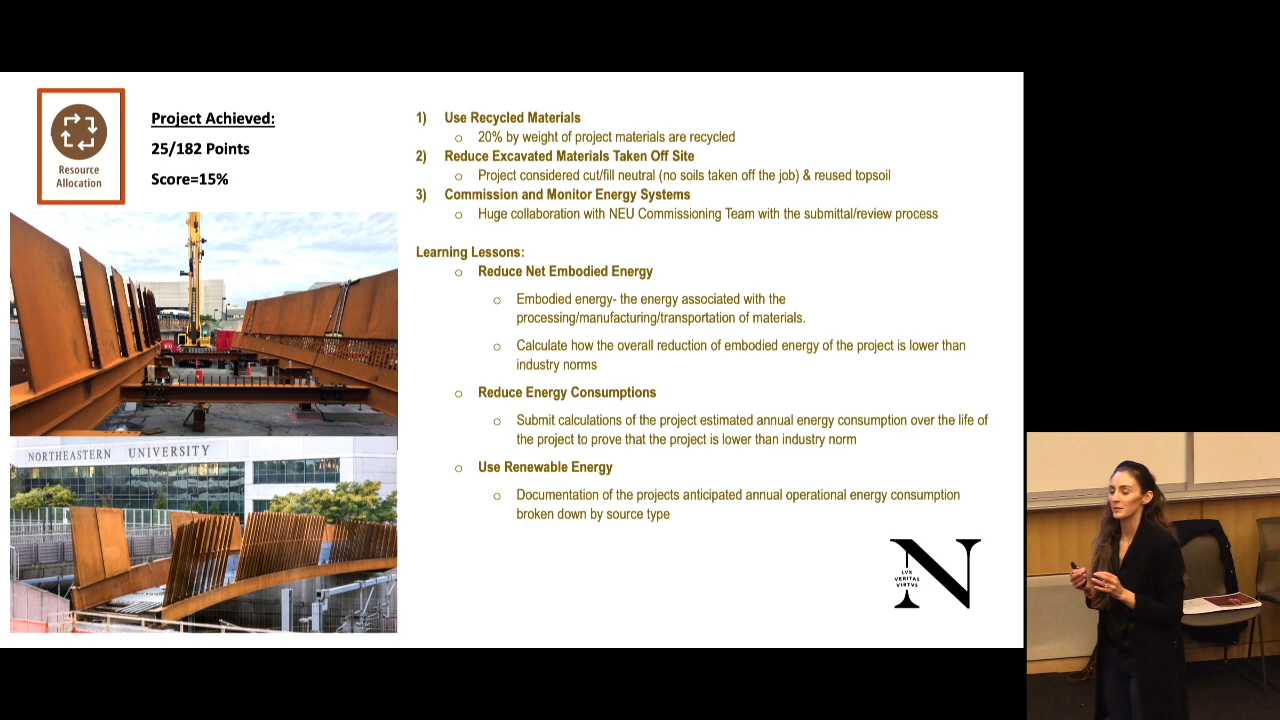 Resource
Allocation
Project Achieved:
25/182 Points
Score=15%
1) Use Recycled Materials
o 20% by weight of project materials are recycled
2) Reduce Excavated Materials Taken Off Site
o Project considered cut/fill neutral (no soils taken off the job) & reused topsoil
3) Commission and Monitor Energy Systems
o Huge collaboration with NEU Commissioning Team with the submittal/review process
Learning Lessons:
o Reduce Net Embodied Energy
o Embodied energy- the energy associated with the
processing/manufacturing/transportation of materials.
o Calculate how the overall reduction of embodied energy of the project is lower than
industry norms
o Reduce Energy Consumptions
o Submit calculations of the project estimated annual energy consumption over the life of
the project to prove that the project is lower than industry norm
o Use Renewable Energy
o Documentation of the projects anticipated annual operational energy consumption
broken down by source type
NORTHEASTERN UNIVERSITY
N
LVX
VERITAS
VIRTVS